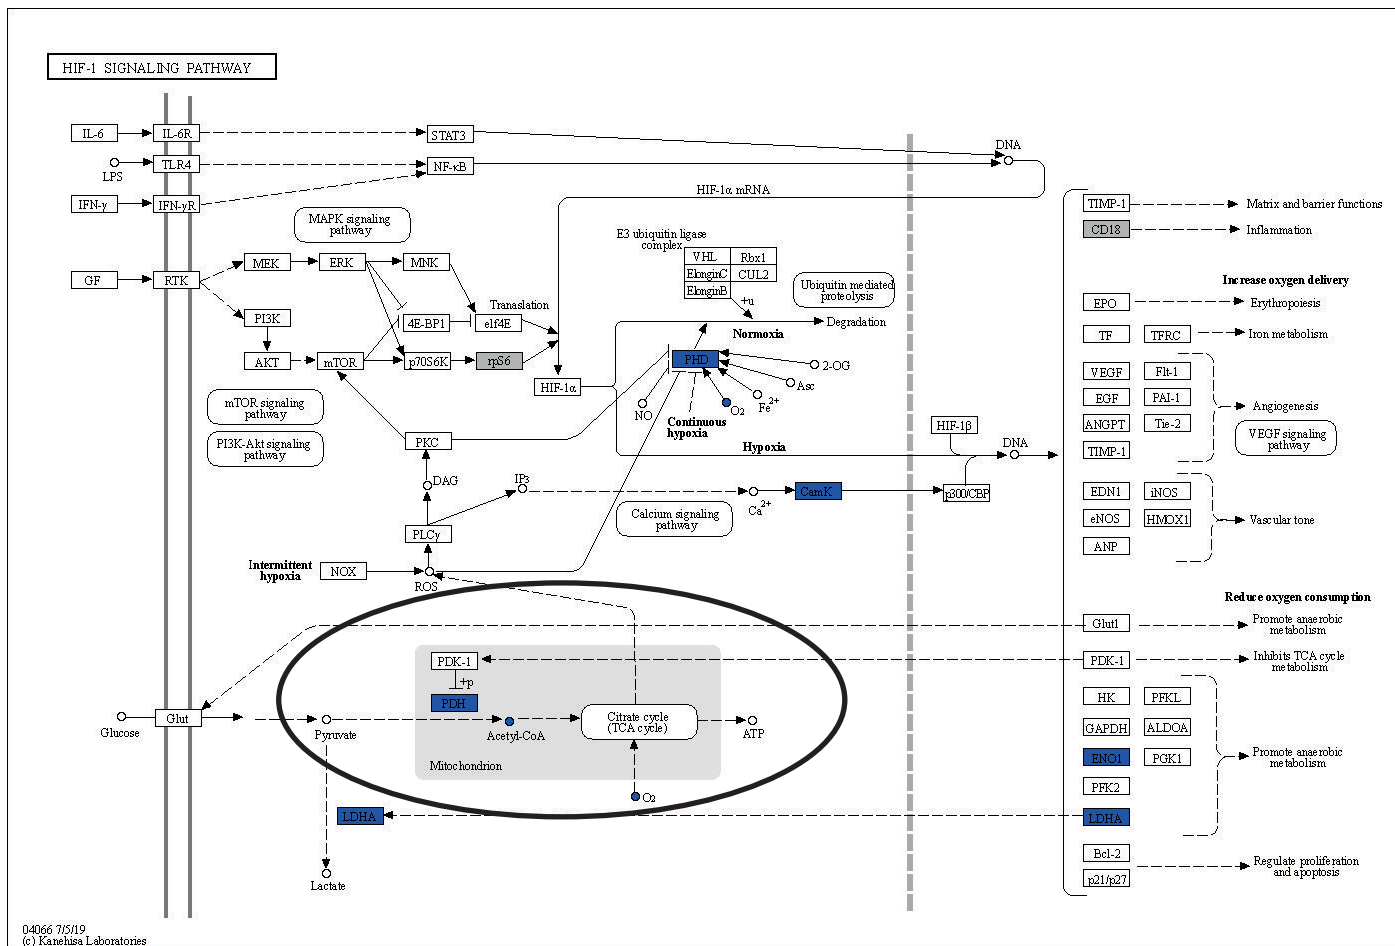 HIF-1 SIGNALING PATHWAY
IL-6
IL-6R
STAT3
DNA
LPS
TLR4
NF-κB
IFN-γ
IFN-γR
HIF-1α mRNA
MAPK signaling
pathway
GF
RTK
MEK
ERK
MNK
PI3K
AKT
mTOR
4E-BP1
p70S6K
Transaslation
eIf4E
rpS6
HIF-1α
E3 ubiquitin ligase
complex
VHL
Rbx1
ElonginC
CUL2
ElonginB
+u
Ubiquitin mediated
proteolysis
Normoxia
Degradation
PHD
2-OG
Asc
Fe2+
O2
NO
Continuous
hypoxia
mTOR signaling
pathway
PI3K-Akt signaling
pathway
PKC
DAG
IP3
PLCγ
Hypoxia
HIF-1β
DNA
Ca2+
CamK
p300/CBP
Calcium signaling
pathway
Intermittent
hypoxia
NOX
ROS
PDK-1
+p
PDH
Glucose
Glut
Pyruvate
Acetyl-CoA
Citrate cycle
(TCA cycle)
ATP
Mitochondrion
O2
LDHA
Lactate
TIMP-1
Matrix and barrier functions
CD18
Inflammation
Increase oxygen delivery
EPO
Erythropoiesis
TF
TFRC
Iron metabolism
VEGF
Flt-1
EGF
PAI-1
Angiogenesis
ANGPT
Tie-2
VEGF signaling
pathway
TIMP-1
EDN1
iNOS
eNOS
HMOX1
Vascular tone
ANP
Reduce oxygen consumption
Glut1
Promote anaerobic
metabolism
PDK-1
Inhibits TCA cycle
metabolism
HK
PFKL
GAPDH
ALDOA
ENO1
PGK1
Promote anaerobic
metabolism
PFK2
LDHA
Bcl-2
p21/p27
Regulate proliferation
and apoptosis
04066 7/5/19
(c) Kanehisa Laboratories